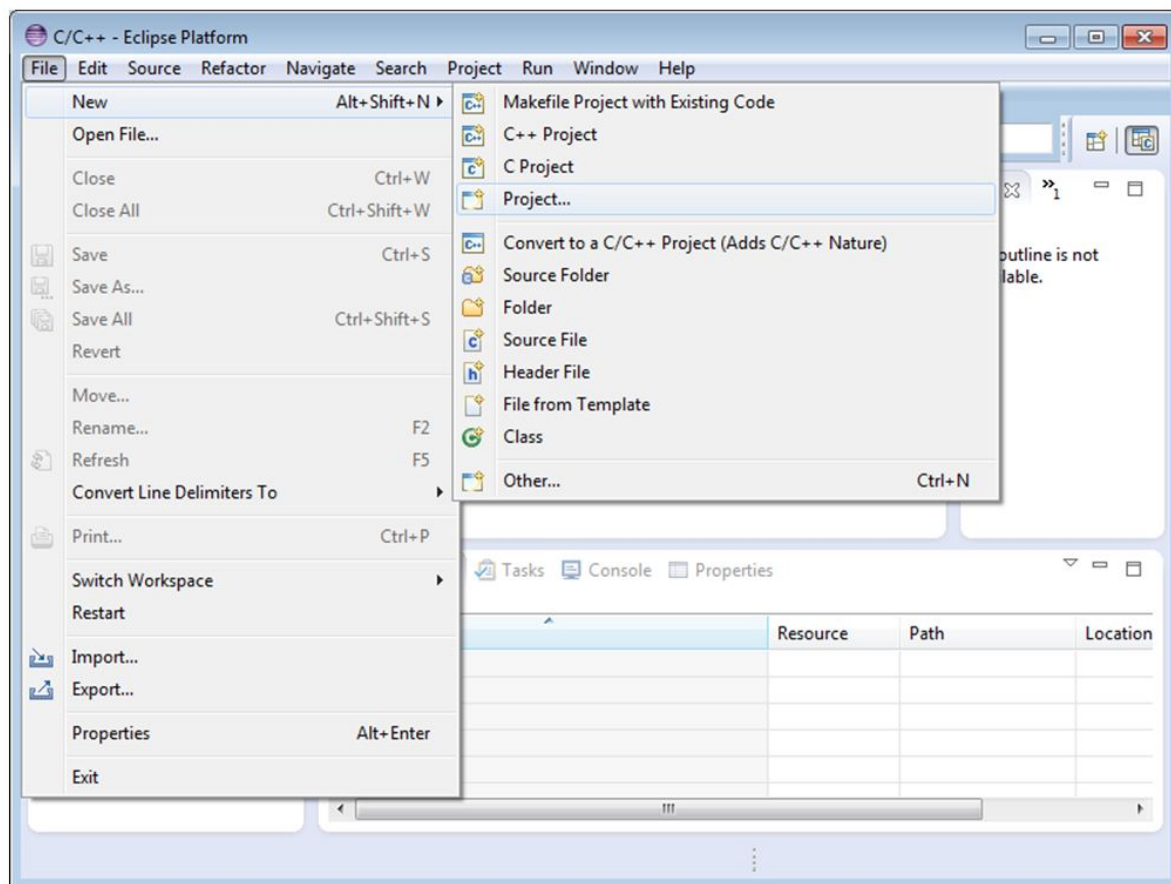 C/C++ - Eclipse Platform
File Edit Source Refactor Navigate Search Project Run Window Help
New Alt+Shift+N
Open File...
Close Ctrl+W
Close All Ctrl+Shift+W
Save Ctrl+S
Save As...
Save All Ctrl+Shift+S
Revert
Move...
Rename... F2
Refresh F5
Convert Line Delimiters To
Print... Ctrl+P
Switch Workspace
Restart
Import...
Export...
Properties Alt+Enter
Exit
Makefile Project with Existing Code
C++ Project
C Project
Project...
Convert to a C/C++ Project (Adds C/C++ Nature)
Source Folder
Folder
Source File
Header File
File from Template
Class
Other... Ctrl+N
»1
outline is not
lable.
Tasks Console Properties
Resource Path Location